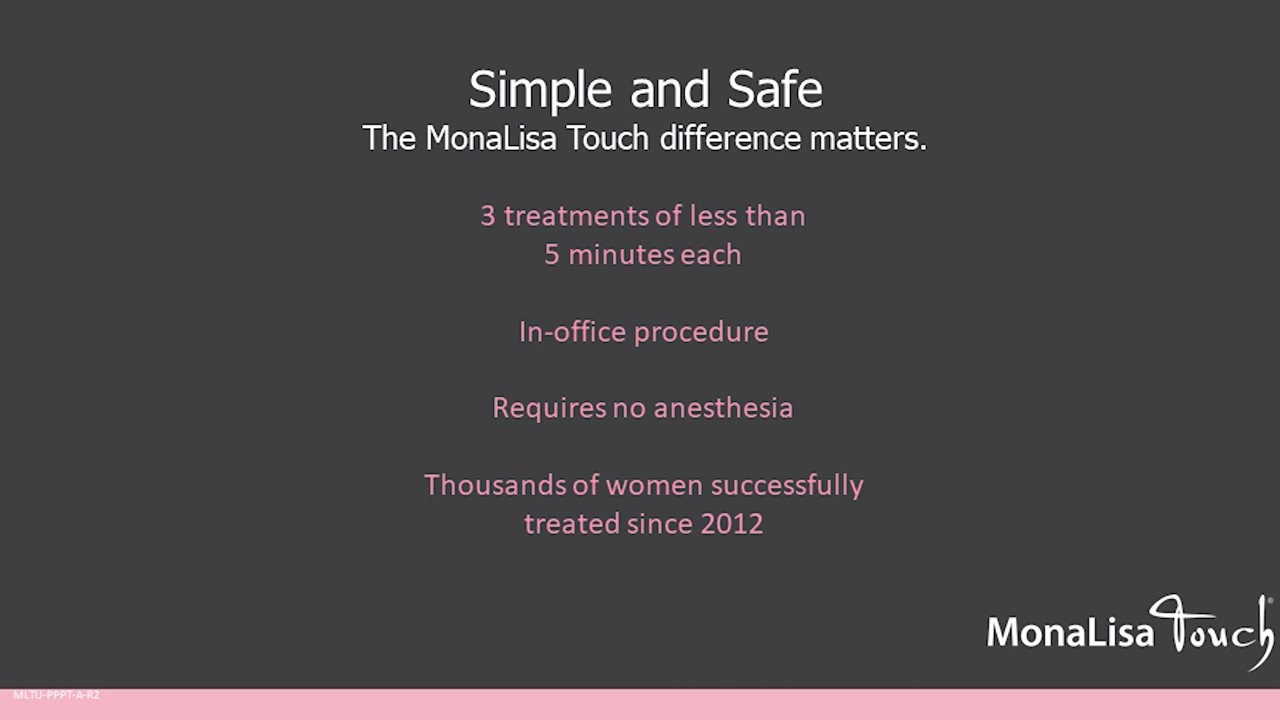 Simple and Safe
The MonaLisa Touch difference matters.
3 treatments of less than
5 minutes each
In-office procedure
Requires no anesthesia
Thousands of women successfully
treated since 2012
MonaLisa Touch®
MLTU-PPPT-A-R2